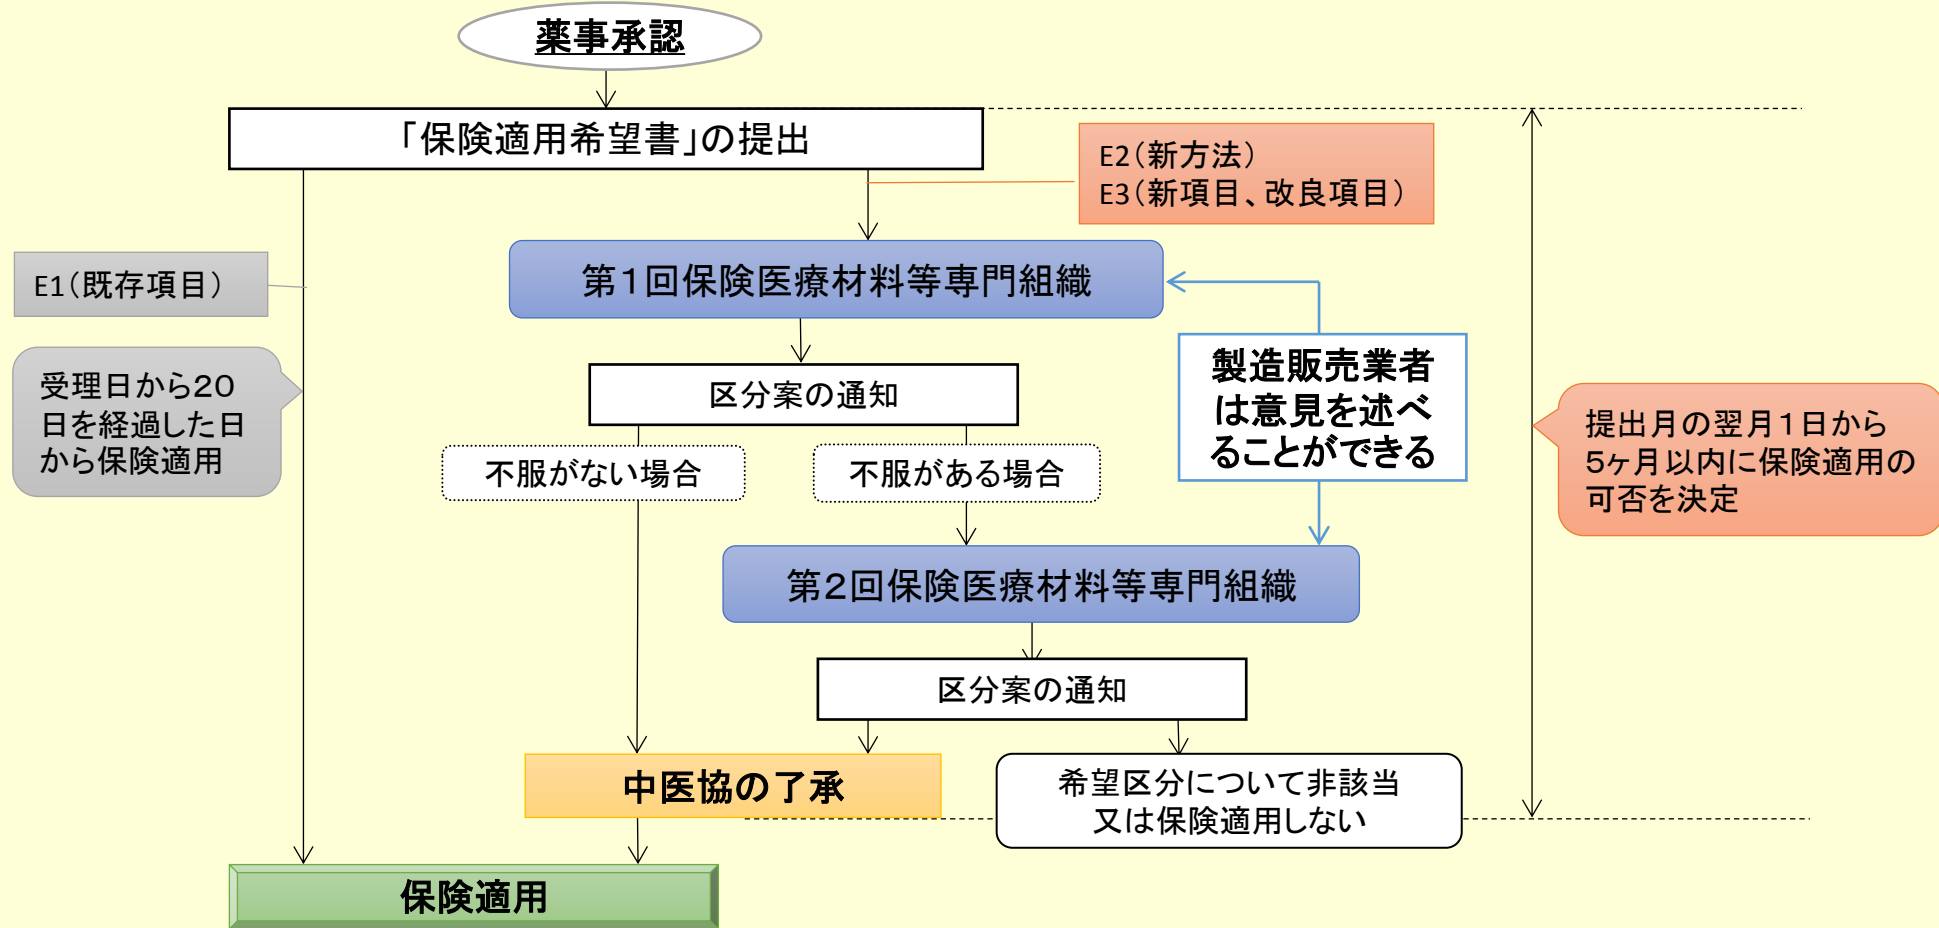 薬事承認
「保険適用希望書」の提出
E2（新方法）
E3（新項目、改良項目）
第１回保険医療材料等専門組織
E1（既存項目）
受理日から２０
日を経過した日
から保険適用
区分案の通知
製造販売業者
は意見を述べ
ることができる
提出月の翌月１日から
５ヶ月以内に保険適用の
可否を決定
不服がない場合
不服がある場合
第２回保険医療材料等専門組織
区分案の通知
中医協の了承
希望区分について非該当
又は保険適用しない
保険適用